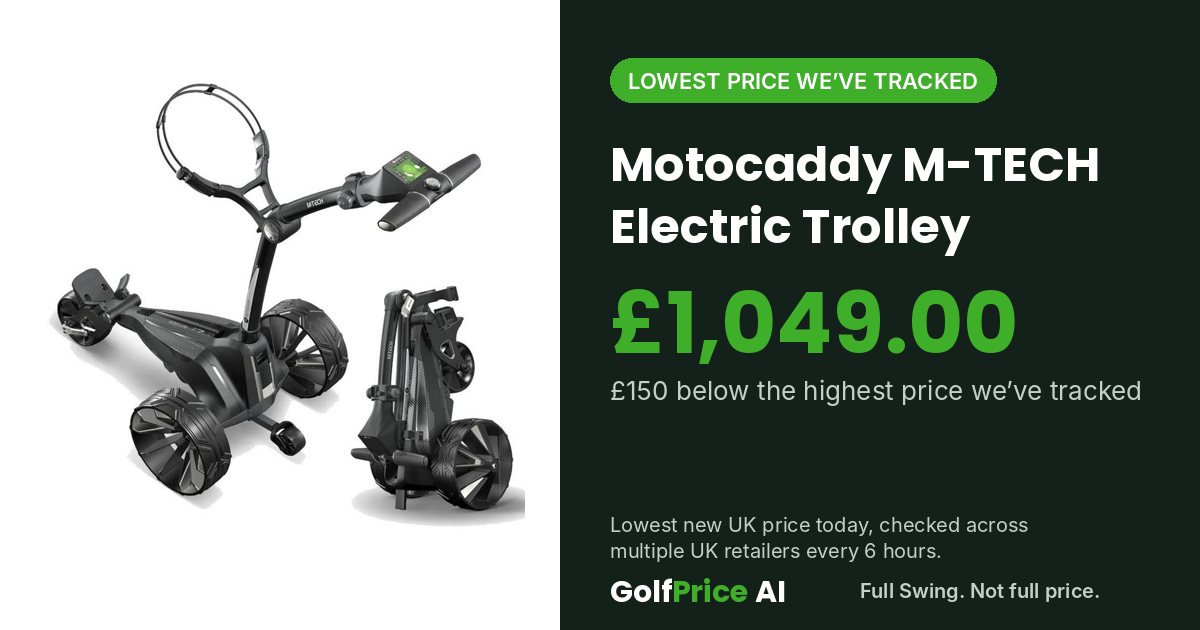 LOWEST PRICE WE’VE TRACKED
Motocaddy M-TECH
Electric Trolley
£1,049.00
£150 below the highest price we’ve tracked
Lowest new UK price today, checked across
multiple UK retailers every 6 hours.
GolfPrice AI
Full Swing. Not full price.
M-TECH